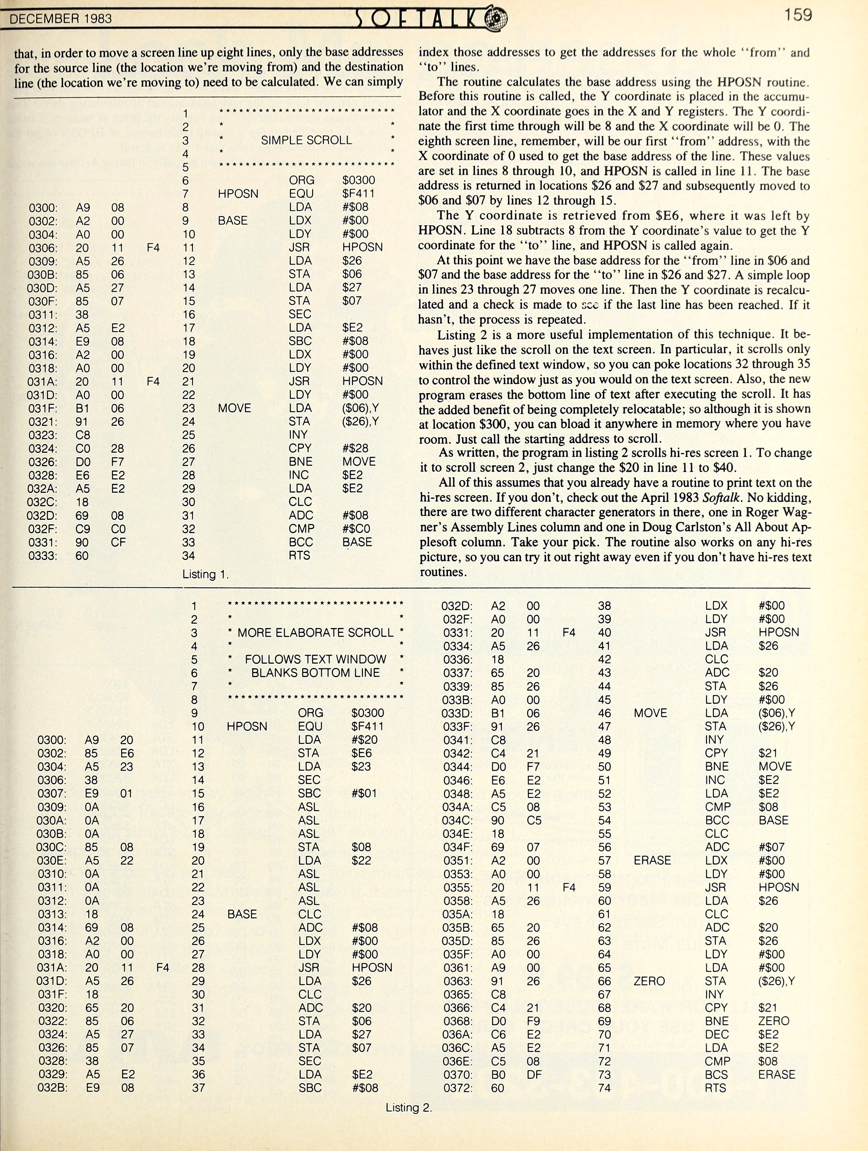 DECEMBER 1983
SOFTALK
159
that, in order to move a screen line up eight lines, only the base addresses
for the source line (the location we're moving from) and the destination
line (the location we're moving to) need to be calculated. We can simply
1 ***************************
2 * *
3 * SIMPLE SCROLL *
4 * *
5 ***************************
6 ORG $0300
7 HPOSN EQU $F411
0300: A9 08 8 LDA #$08
0302: A2 00 9 BASE LDX #$00
0304: A0 00 10 LDY #$00
0306: 20 11 F4 11 JSR HPOSN
0309: A5 26 12 LDA $26
030B: 85 06 13 STA $06
030D: A5 27 14 LDA $27
030F: 85 07 15 STA $07
0311: 38 16 SEC
0312: A5 E2 17 LDA $E2
0314: E9 08 18 SBC #$08
0316: A2 00 19 LDX #$00
0318: A0 00 20 LDY #$00
031A: 20 11 F4 21 JSR HPOSN
031D: A0 00 22 LDY #$00
031F: B1 06 23 MOVE LDA ($06),Y
0321: 91 26 24 STA ($26),Y
0323: C8 25 INY
0324: C0 28 26 CPY #$28
0326: D0 F7 27 BNE MOVE
0328: E6 E2 28 INC $E2
032A: A5 E2 29 LDA $E2
032C: 18 30 CLC
032D: 69 08 31 ADC #$08
032F: C9 C0 32 CMP #$C0
0331: 90 CF 33 BCC BASE
0333: 60 34 RTS
Listing 1.
index those addresses to get the addresses for the whole "from" and
"to" lines.
The routine calculates the base address using the HPOSN routine.
Before this routine is called, the Y coordinate is placed in the accumu-
lator and the X coordinate goes in the X and Y registers. The Y coordi-
nate the first time through will be 8 and the X coordinate will be 0. The
eighth screen line, remember, will be our first "from" address, with the
X coordinate of 0 used to get the base address of the line. These values
are set in lines 8 through 10, and HPOSN is called in line 11. The base
address is returned in locations $26 and $27 and subsequently moved to
$06 and $07 by lines 12 through 15.
The Y coordinate is retrieved from $E6, where it was left by
HPOSN. Line 18 subtracts 8 from the Y coordinate's value to get the Y
coordinate for the "to" line, and HPOSN is called again.
At this point we have the base address for the "from" line in $06 and
$07 and the base address for the "to" line in $26 and $27. A simple loop
in lines 23 through 27 moves one line. Then the Y coordinate is recalcu-
lated and a check is made to see if the last line has been reached. If it
hasn't, the process is repeated.
Listing 2 is a more useful implementation of this technique. It be-
haves just like the scroll on the text screen. In particular, it scrolls only
within the defined text window, so you can poke locations 32 through 35
to control the window just as you would on the text screen. Also, the new
program erases the bottom line of text after executing the scroll. It has
the added benefit of being completely relocatable; so although it is shown
at location $300, you can bload it anywhere in memory where you have
room. Just call the starting address to scroll.
As written, the program in listing 2 scrolls hi-res screen 1. To change
it to scroll screen 2, just change the $20 in line 11 to $40.
All of this assumes that you already have a routine to print text on the
hi-res screen. If you don't, check out the April 1983 Softalk. No kidding,
there are two different character generators in there, one in Roger Wag-
ner's Assembly Lines column and one in Doug Carlston's All About Ap-
plesoft column. Take your pick. The routine also works on any hi-res
picture, so you can try it out right away even if you don't have hi-res text
routines.
1 ***************************
2 * *
3 * MORE ELABORATE SCROLL *
4 * *
5 * FOLLOWS TEXT WINDOW *
6 * BLANKS BOTTOM LINE *
7 * *
8 ***************************
9 ORG $0300
10 HPOSN EQU $F411
0300: A9 20 11 LDA #$20
0302: 85 E6 12 STA $E6
0304: A5 23 13 LDA $23
0306: 38 14 SEC
0307: E9 01 15 SBC #$01
0309: 0A 16 ASL
030A: 0A 17 ASL
030B: 0A 18 ASL
030C: 85 08 19 STA $08
030E: A5 22 20 LDA $22
0310: 0A 21 ASL
0311: 0A 22 ASL
0312: 0A 23 ASL
0313: 18 24 BASE CLC
0314: 69 08 25 ADC #$08
0316: A2 00 26 LDX #$00
0318: A0 00 27 LDY #$00
031A: 20 11 F4 28 JSR HPOSN
031D: A5 26 29 LDA $26
031F: 18 30 CLC
0320: 65 20 31 ADC $20
0322: 85 06 32 STA $06
0324: A5 27 33 LDA $27
0326: 85 07 34 STA $07
0328: 38 35 SEC
0329: A5 E2 36 LDA $E2
032B: E9 08 37 SBC #$08
032D: A2 00 38 LDX #$00
032F: A0 00 39 LDY #$00
0331: 20 11 F4 40 JSR HPOSN
0334: A5 26 41 LDA $26
0336: 18 42 CLC
0337: 65 20 43 ADC $20
0339: 85 26 44 STA $26
033B: A0 00 45 LDY #$00
033D: B1 06 46 MOVE LDA ($06),Y
033F: 91 26 47 STA ($26),Y
0341: C8 48 INY
0342: C4 21 49 CPY $21
0344: D0 F7 50 BNE MOVE
0346: E6 E2 51 INC $E2
0348: A5 E2 52 LDA $E2
034A: C5 08 53 CMP $08
034C: 90 C5 54 BCC BASE
034E: 18 55 CLC
034F: 69 07 56 ADC #$07
0351: A2 00 57 ERASE LDX #$00
0353: A0 00 58 LDY #$00
0355: 20 11 F4 59 JSR HPOSN
0358: A5 26 60 LDA $26
035A: 18 61 CLC
035B: 65 20 62 ADC $20
035D: 85 26 63 STA $26
035F: A0 00 64 LDY #$00
0361: A9 00 65 LDA #$00
0363: 91 26 66 ZERO STA ($26),Y
0365: C8 67 INY
0366: C4 21 68 CPY $21
0368: D0 F9 69 BNE ZERO
036A: C6 E2 70 DEC $E2
036C: A5 E2 71 LDA $E2
036E: C5 08 72 CMP $08
0370: B0 DF 73 BCS ERASE
0372: 60 74 RTS
Listing 2.